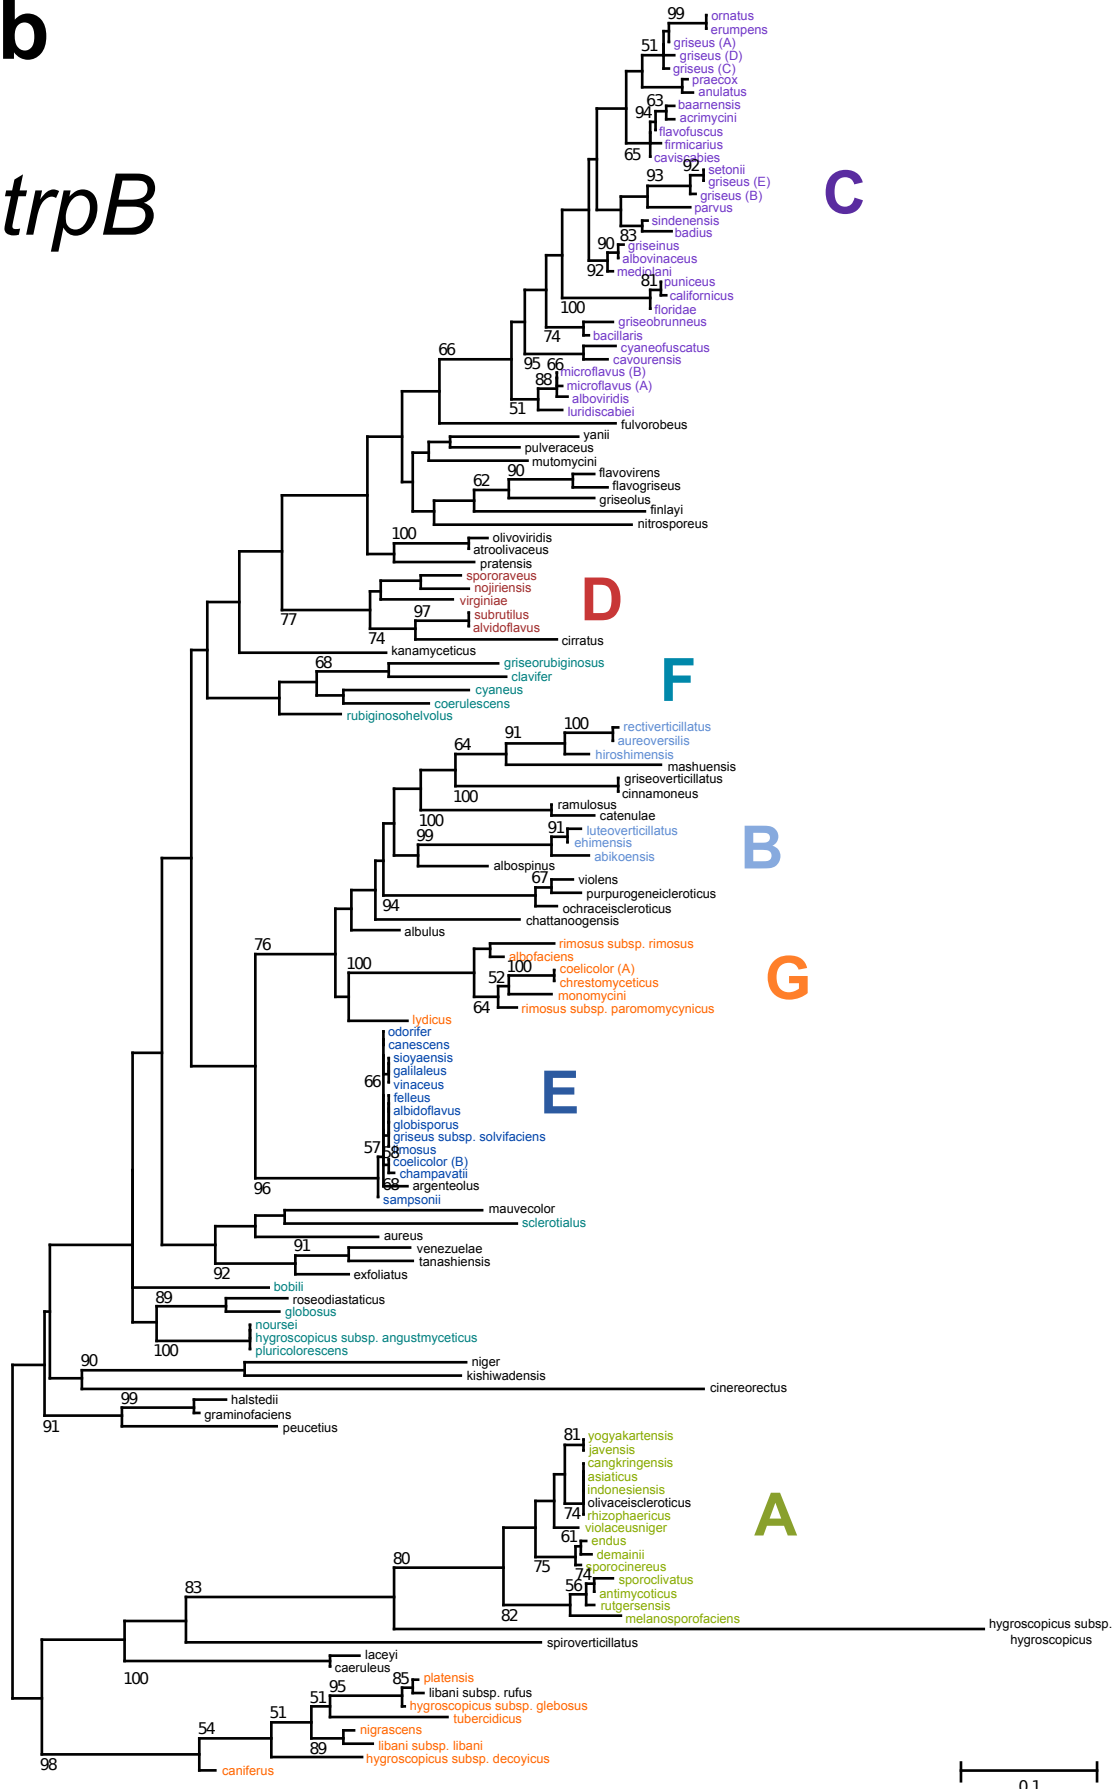 b
99 ornatus
erumpens
griseus (A)
51 griseus (D)
griseus (C)
praecox
anulatus
63 baarnensis
94 acrimycini
flavofuscus
firmicarius
65 caviscabies
trpB
92 setonii
93 griseus (E)
griseus (B)
C
parvus
sindenensis
83 badius
90 griseinus
albovinaceus
92 mediolani
81 puniceus
californicus
100 floridae
griseobrunneus
74 bacillaris
cyaneofuscatus
66 cavourensis
95 66 microflavus (B)
88 microflavus (A)
alboviridis
51 luridiscabiei
fulvorobeus
yanii
pulveraceus
mutomycini
90 flavovirens
62 flavogriseus
griseolus
finlayi
nitrosporeus
100 olivoviridis
atroolivaceus
pratensis
spororaveus
nojiriensis
D
virginiae
97 subrutilus
77 alvidoflavus
74 cirratus
kanamyceticus
68 griseorubiginosus
clavifer
F
cyaneus
coerulescens
rubiginosohelvolus
100 rectiverticillatus
91 aureoversilis
64 hiroshimensis
mashuensis
griseoverticillatus
100 cinnamoneus
ramulosus
100 catenulae
99 91 luteoverticillatus
ehimensis
B
abikoensis
albospinus
67 violens
purpurogeneicleroticus
94 ochraceiscleroticus
chattanoogensis
albulus
76 rimosus subsp. rimosus
albofaciens
100 100 coelicolor (A)
52 chrestomyceticus
G
monomycini
64 rimosus subsp. paromomycynicus
lydicus
odorifer
canescens
sioyaensis
galilaleus
66 vinaceus
E
felleus
albidoflavus
globisporus
griseus subsp. solvifaciens
57 limosus
58 coelicolor (B)
champavatii
96 68 argenteolus
sampsonii
mauvecolor
sclerotialus
aureus
91 venezuelae
tanashiensis
92 exfoliatus
bobili
89 roseodiastaticus
globosus
noursei
hygroscopicus subsp. angustmyceticus
100 pluricolorescens
90 niger
kishiwadensis
cinereorectus
99 halstedii
graminofaciens
91 peucetius
81 yogyakartensis
javensis
cangkringensis
asiaticus
indonesiensis
olivaceiscleroticus
74 rhizophaericus
A
violaceusniger
61 endus
demainii
80 75 sporocinereus
74 sporoclivatus
83 56 antimycoticus
rutgersensis
82 melanosporofaciens
hygroscopicus subsp.
hygroscopicus
spiroverticillatus
laceyi
100 caeruleus
85 platensis
95 libani subsp. rufus
51 hygroscopicus subsp. glebosus
51 tubercidicus
54 nigrascens
89 libani subsp. libani
98 hygroscopicus subsp. decoyicus
caniferus
0.1